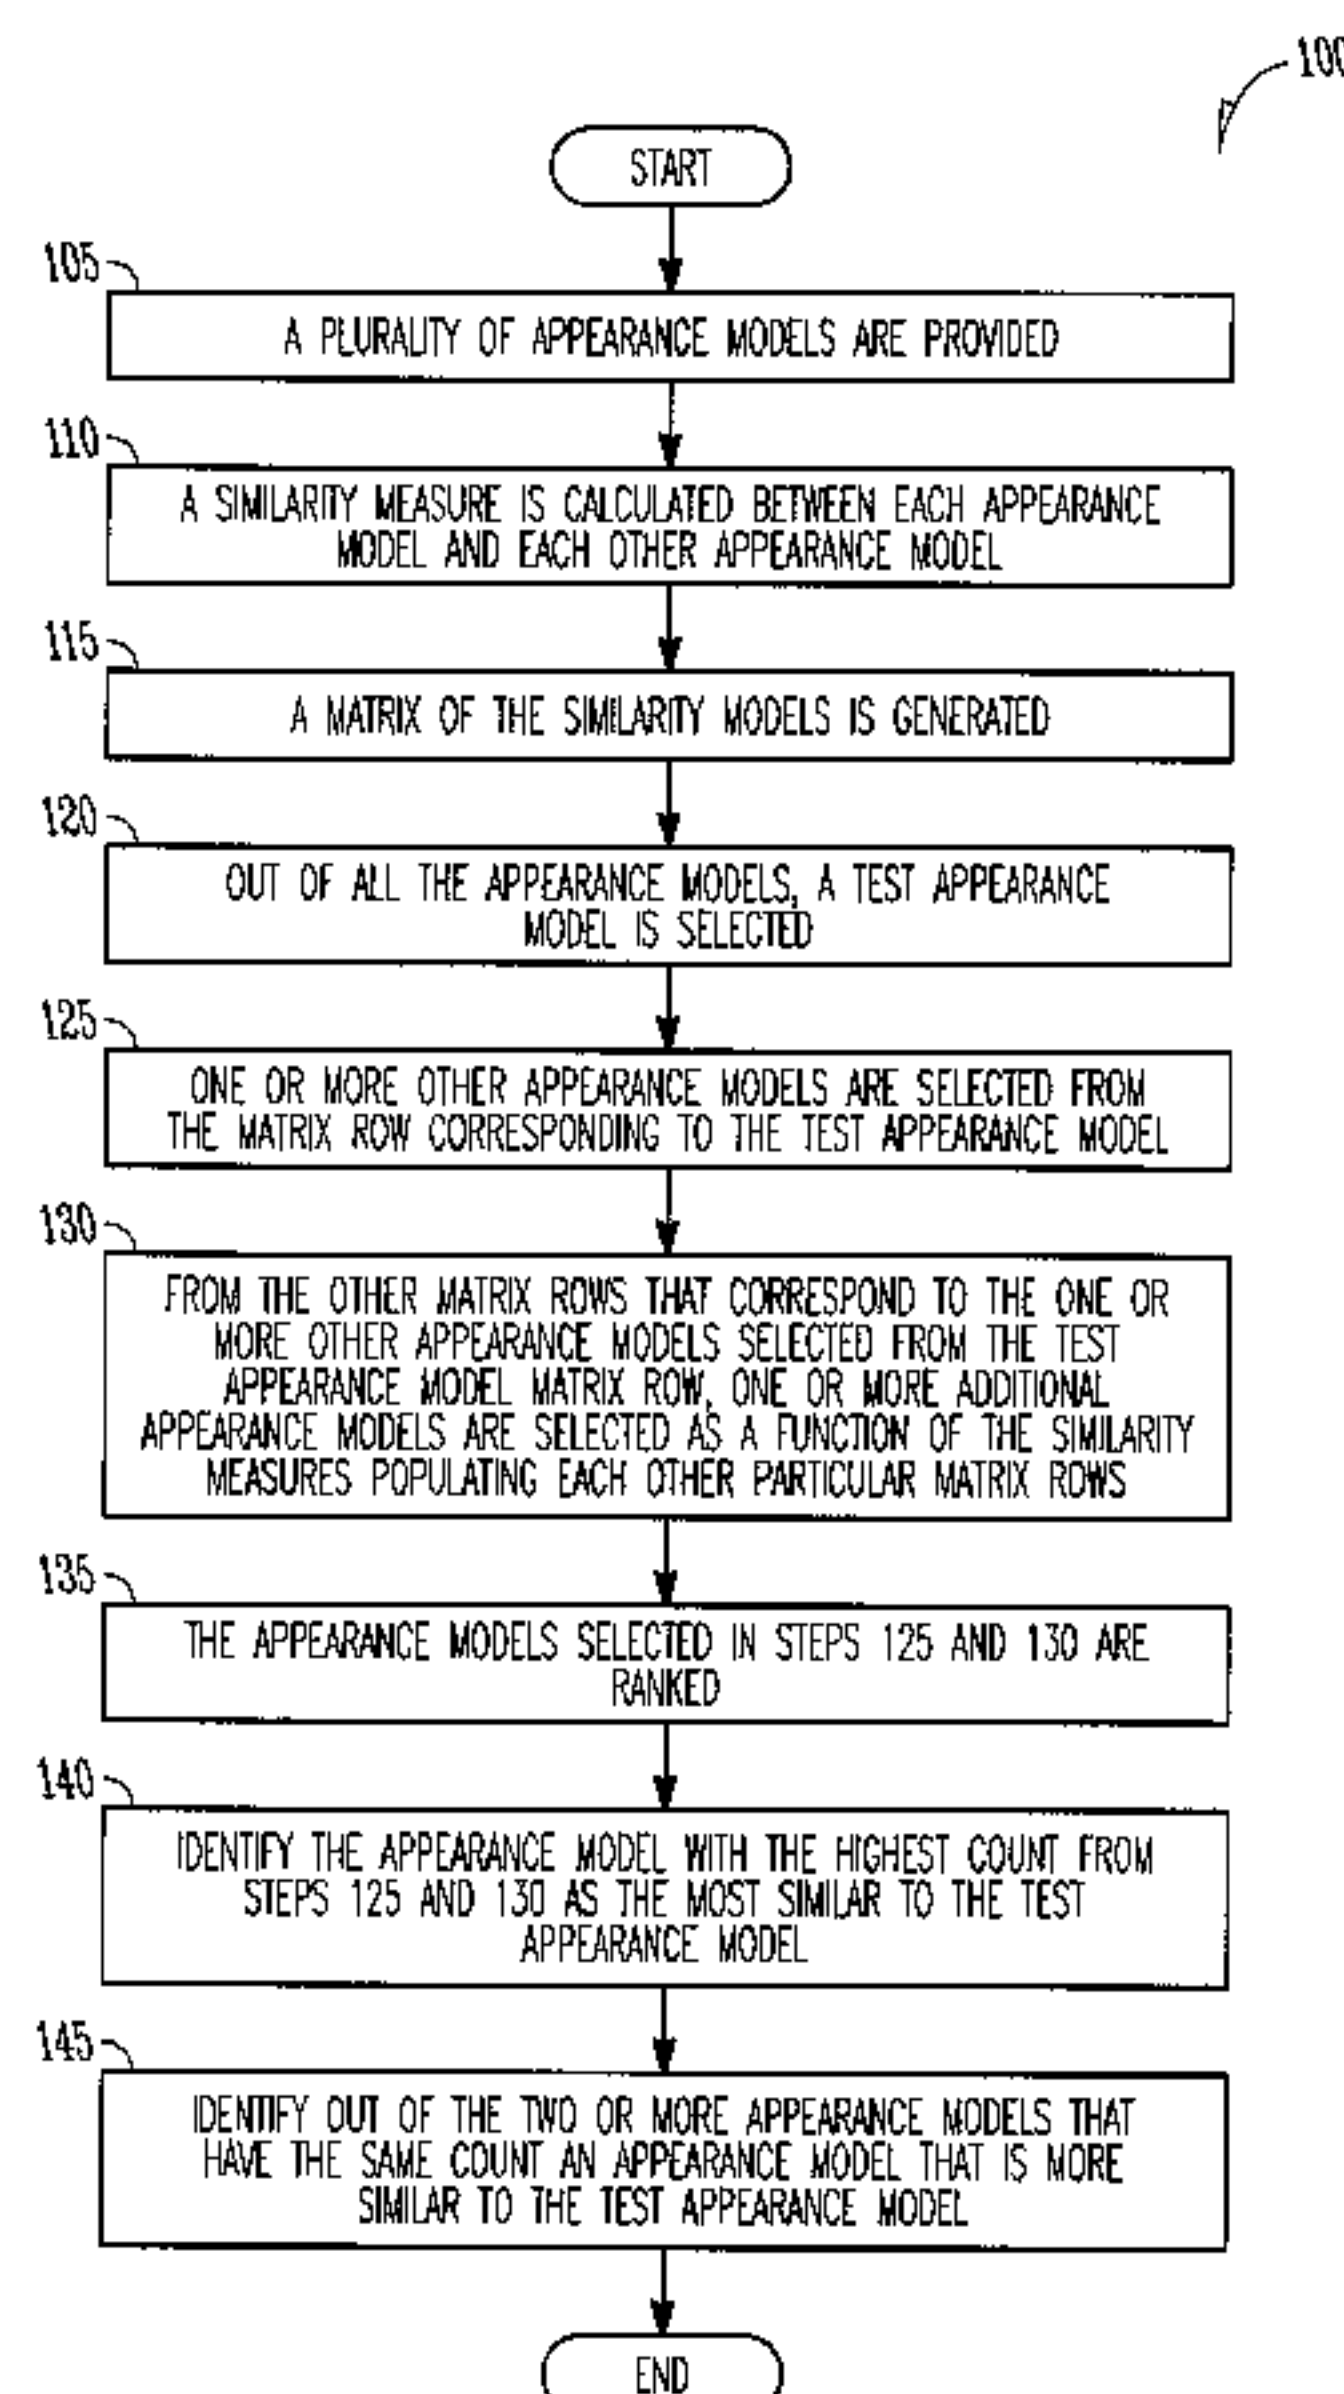 100
START
105
A PLURALITY OF APPEARANCE MODELS ARE PROVIDED
110
A SIMILARITY MEASURE IS CALCULATED BETWEEN EACH APPEARANCE
MODEL AND EACH OTHER APPEARANCE MODEL
115
A MATRIX OF THE SIMILARITY MODELS IS GENERATED
120
OUT OF ALL THE APPEARANCE MODELS, A TEST APPEARANCE
MODEL IS SELECTED
125
ONE OR MORE OTHER APPEARANCE MODELS ARE SELECTED FROM
THE MATRIX ROW CORRESPONDING TO THE TEST APPEARANCE MODEL
130
FROM THE OTHER MATRIX ROWS THAT CORRESPOND TO THE ONE OR
MORE OTHER APPEARANCE MODELS SELECTED FROM THE TEST
APPEARANCE MODEL MATRIX ROW, ONE OR MORE ADDITIONAL
APPEARANCE MODELS ARE SELECTED AS A FUNCTION OF THE SIMILARITY
MEASURES POPULATING EACH OTHER PARTICULAR MATRIX ROWS
135
THE APPEARANCE MODELS SELECTED IN STEPS 125 AND 130 ARE
RANKED
140
IDENTIFY THE APPEARANCE MODEL WITH THE HIGHEST COUNT FROM
STEPS 125 AND 130 AS THE MOST SIMILAR TO THE TEST
APPEARANCE MODEL
145
IDENTIFY OUT OF THE TWO OR MORE APPEARANCE MODELS THAT
HAVE THE SAME COUNT AN APPEARANCE MODEL THAT IS MORE
SIMILAR TO THE TEST APPEARANCE MODEL
END